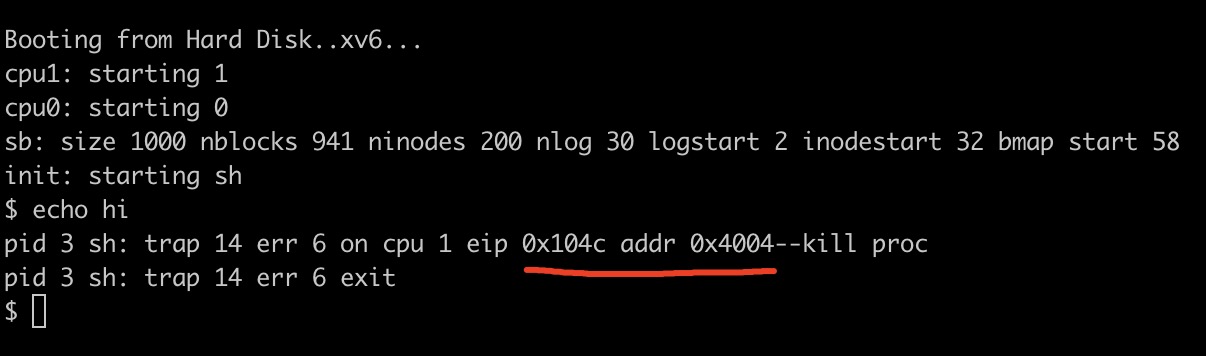 Booting from Hard Disk..xv6...
cpu1: starting 1
cpu0: starting 0
sb: size 1000 nblocks 941 ninodes 200 nlog 30 logstart 2 inodestart 32 bmap start 58
init: starting sh
$ echo hi
pid 3 sh: trap 14 err 6 on cpu 1 eip 0x104c addr 0x4004--kill proc
pid 3 sh: trap 14 err 6 exit
$